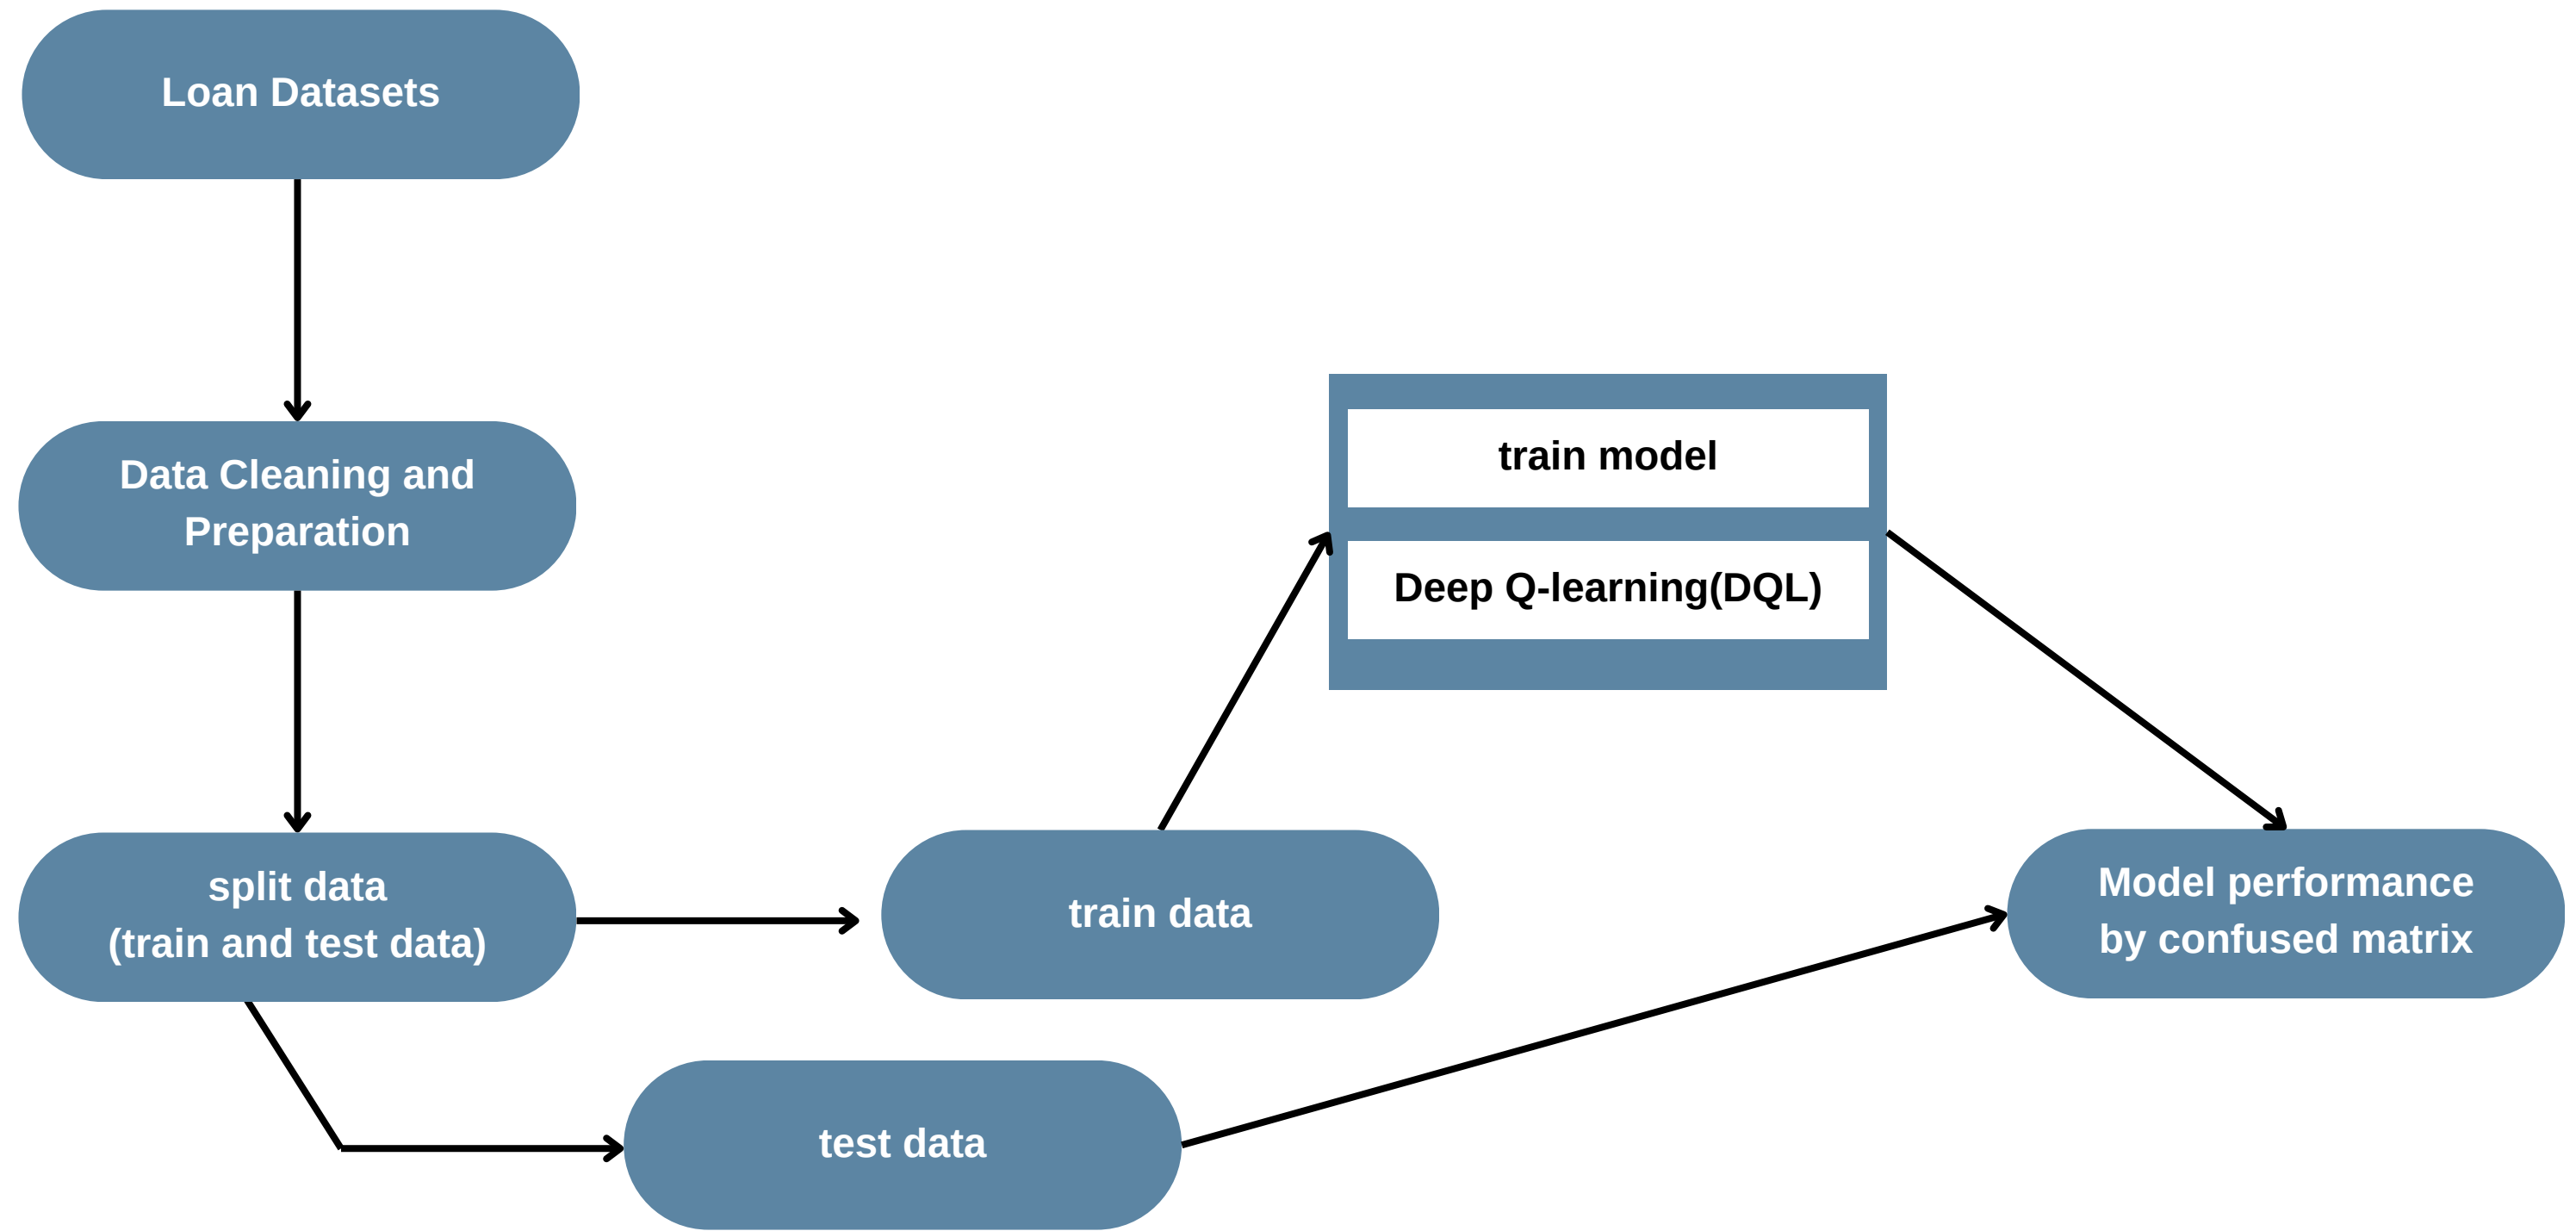 Loan Datasets
Data Cleaning and
Preparation
split data
(train and test data)
train data
test data
train model
Deep Q-learning(DQL)
Model performance
by confused matrix